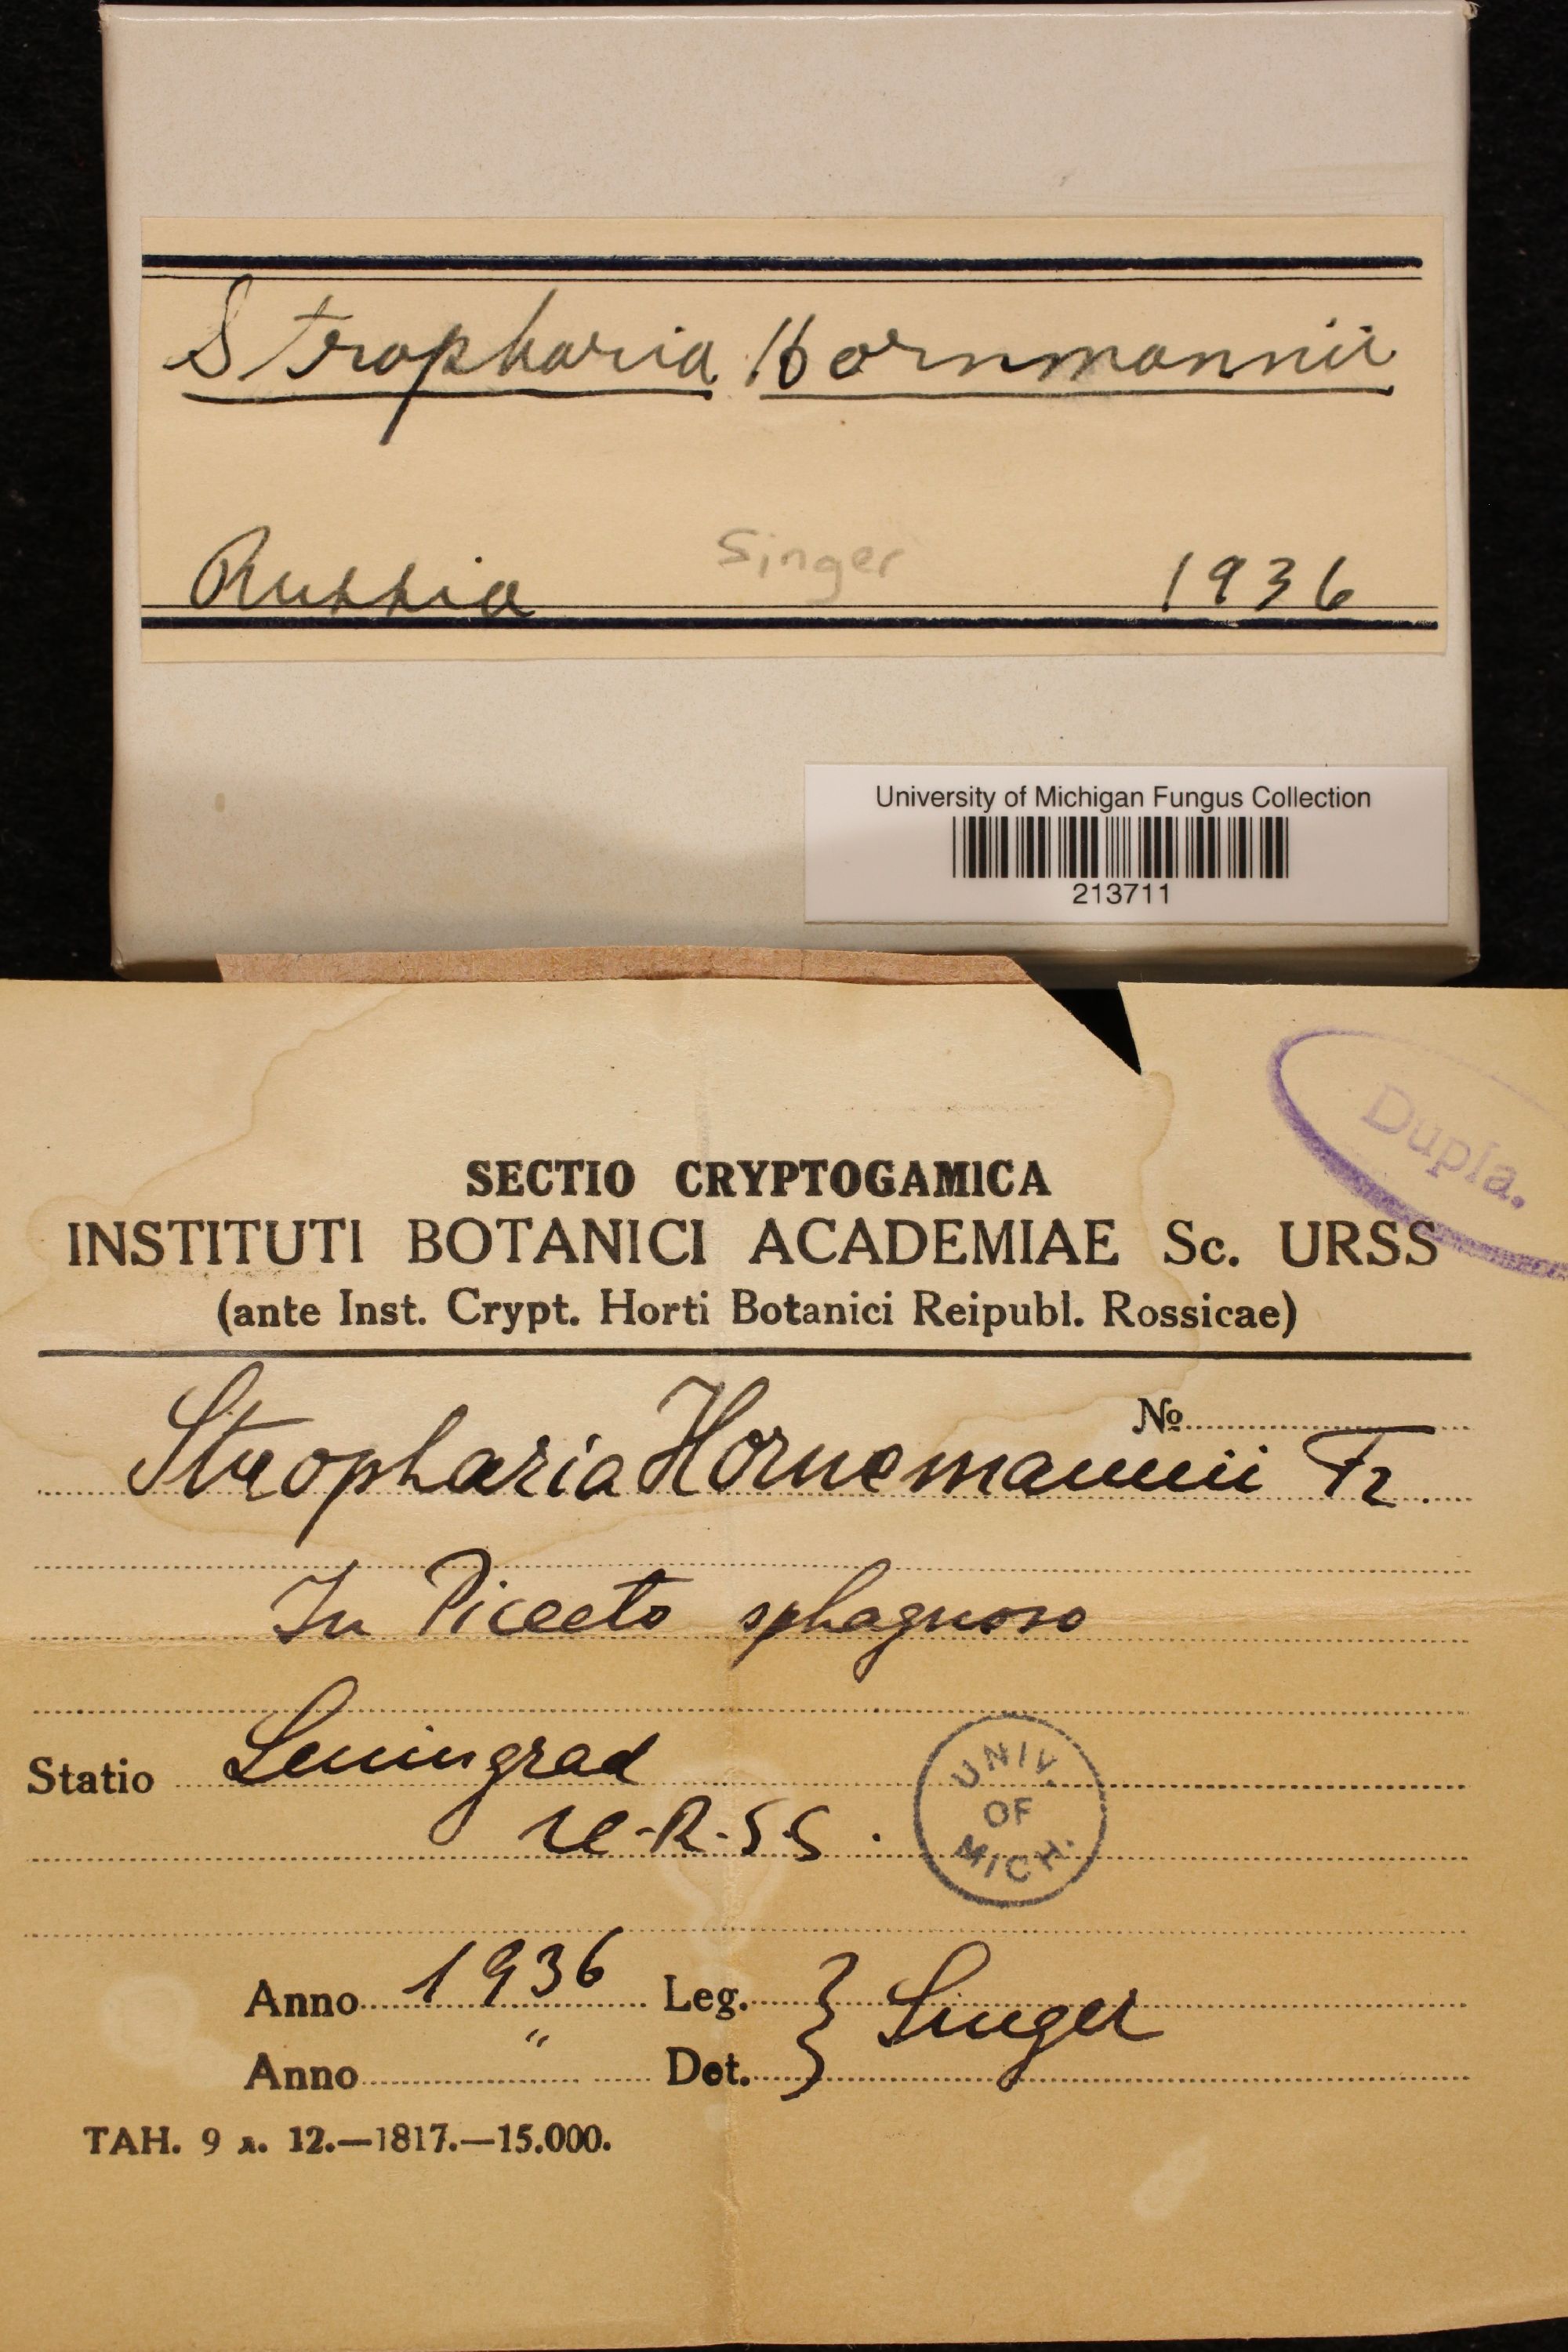 Stropharia Hornmannii
Russia Singer 1936
University of Michigan Fungus Collection
213711
Dupla.
SECTIO CRYPTOGAMICA
INSTITUTI BOTANICI ACADEMIAE Sc. URSS
(ante Inst. Crypt. Horti Botanici Reipubl. Rossicae)
№
Stropharia Hornemannii Fr.
In Piceeto sphagnoso
Statio Leningrad
U.R.S.S.
UNIV.
OF
MICH.
Anno 1936 Leg. } Singer
Anno " Det.
ТАН. 9 л. 12.—1817.—15.000.